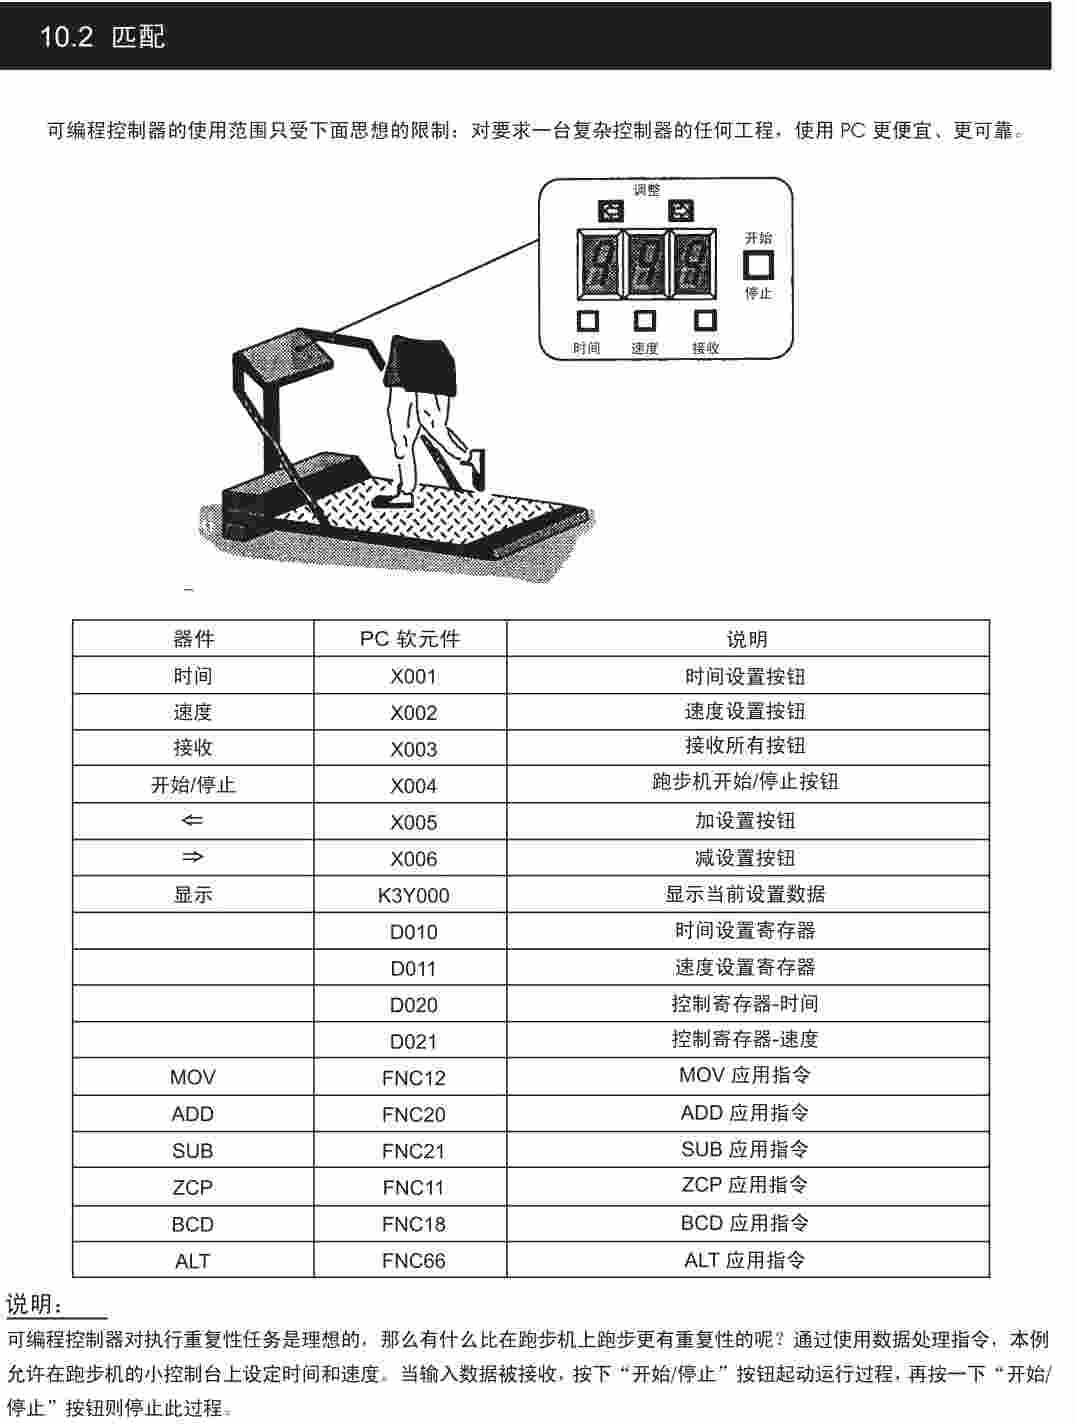 10.2 匹配
可编程控制器的使用范围只受下面思想的限制：对要求一台复杂控制器的任何工程，使用 PC 更便宜、更可靠。
调整
开始
停止
时间 速度 接收
器件 PC 软元件 说明
时间 X001 时间设置按钮
速度 X002 速度设置按钮
接收 X003 接收所有按钮
开始/停止 X004 跑步机开始/停止按钮
⇐ X005 加设置按钮
⇒ X006 减设置按钮
显示 K3Y000 显示当前设置数据
D010 时间设置寄存器
D011 速度设置寄存器
D020 控制寄存器-时间
D021 控制寄存器-速度
MOV FNC12 MOV 应用指令
ADD FNC20 ADD 应用指令
SUB FNC21 SUB 应用指令
ZCP FNC11 ZCP 应用指令
BCD FNC18 BCD 应用指令
ALT FNC66 ALT 应用指令
说明：
可编程控制器对执行重复性任务是理想的，那么有什么比在跑步机上跑步更有重复性的呢？通过使用数据处理指令，本例
允许在跑步机的小控制台上设定时间和速度。当输入数据被接收，按下“开始/停止”按钮起动运行过程，再按一下“开始/
停止”按钮则停止此过程。